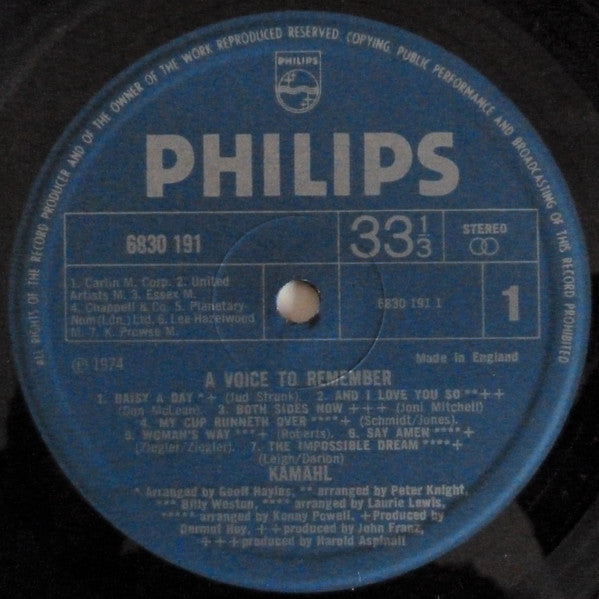 ALL RIGHTS OF THE RECORD PRODUCER AND OF THE OWNER OF THE WORK REPRODUCED RESERVED. COPYING, PUBLIC PERFORMANCE AND BROADCASTING OF THIS RECORD PROHIBITED
PHILIPS
PHILIPS
6830 191
33 1/3
STEREO
1. Carlin M. Corp. 2. United
Artists M. 3. Essex M.
4. Chappell & Co. 5. Planetary-
Nom (Ldn.) Ltd. 6. Lee Hazelwood
M. 7. K. Prowse M.
6830 191 1
1
℗ 1974
Made in England
A VOICE TO REMEMBER
1. DAISY A DAY *+ (Jud Strunk). 2. AND I LOVE YOU SO **++
(Don McLean). 3. BOTH SIDES NOW +++ (Joni Mitchell)
4. MY CUP RUNNETH OVER ****+ (Schmidt/Jones).
5. WOMAN'S WAY ***+ (Roberts). 6. SAY AMEN ****+
(Ziegler/Ziegler). 7. THE IMPOSSIBLE DREAM *****+
(Leigh/Darion)
KAMAHL
* Arranged by Geoff Hayles, ** arranged by Peter Knight,
*** Billy Weston, **** arranged by Laurie Lewis,
***** arranged by Kenny Powell, +Produced by
Dermot Hoy, ++produced by John Franz,
+++produced by Harold Aspinall